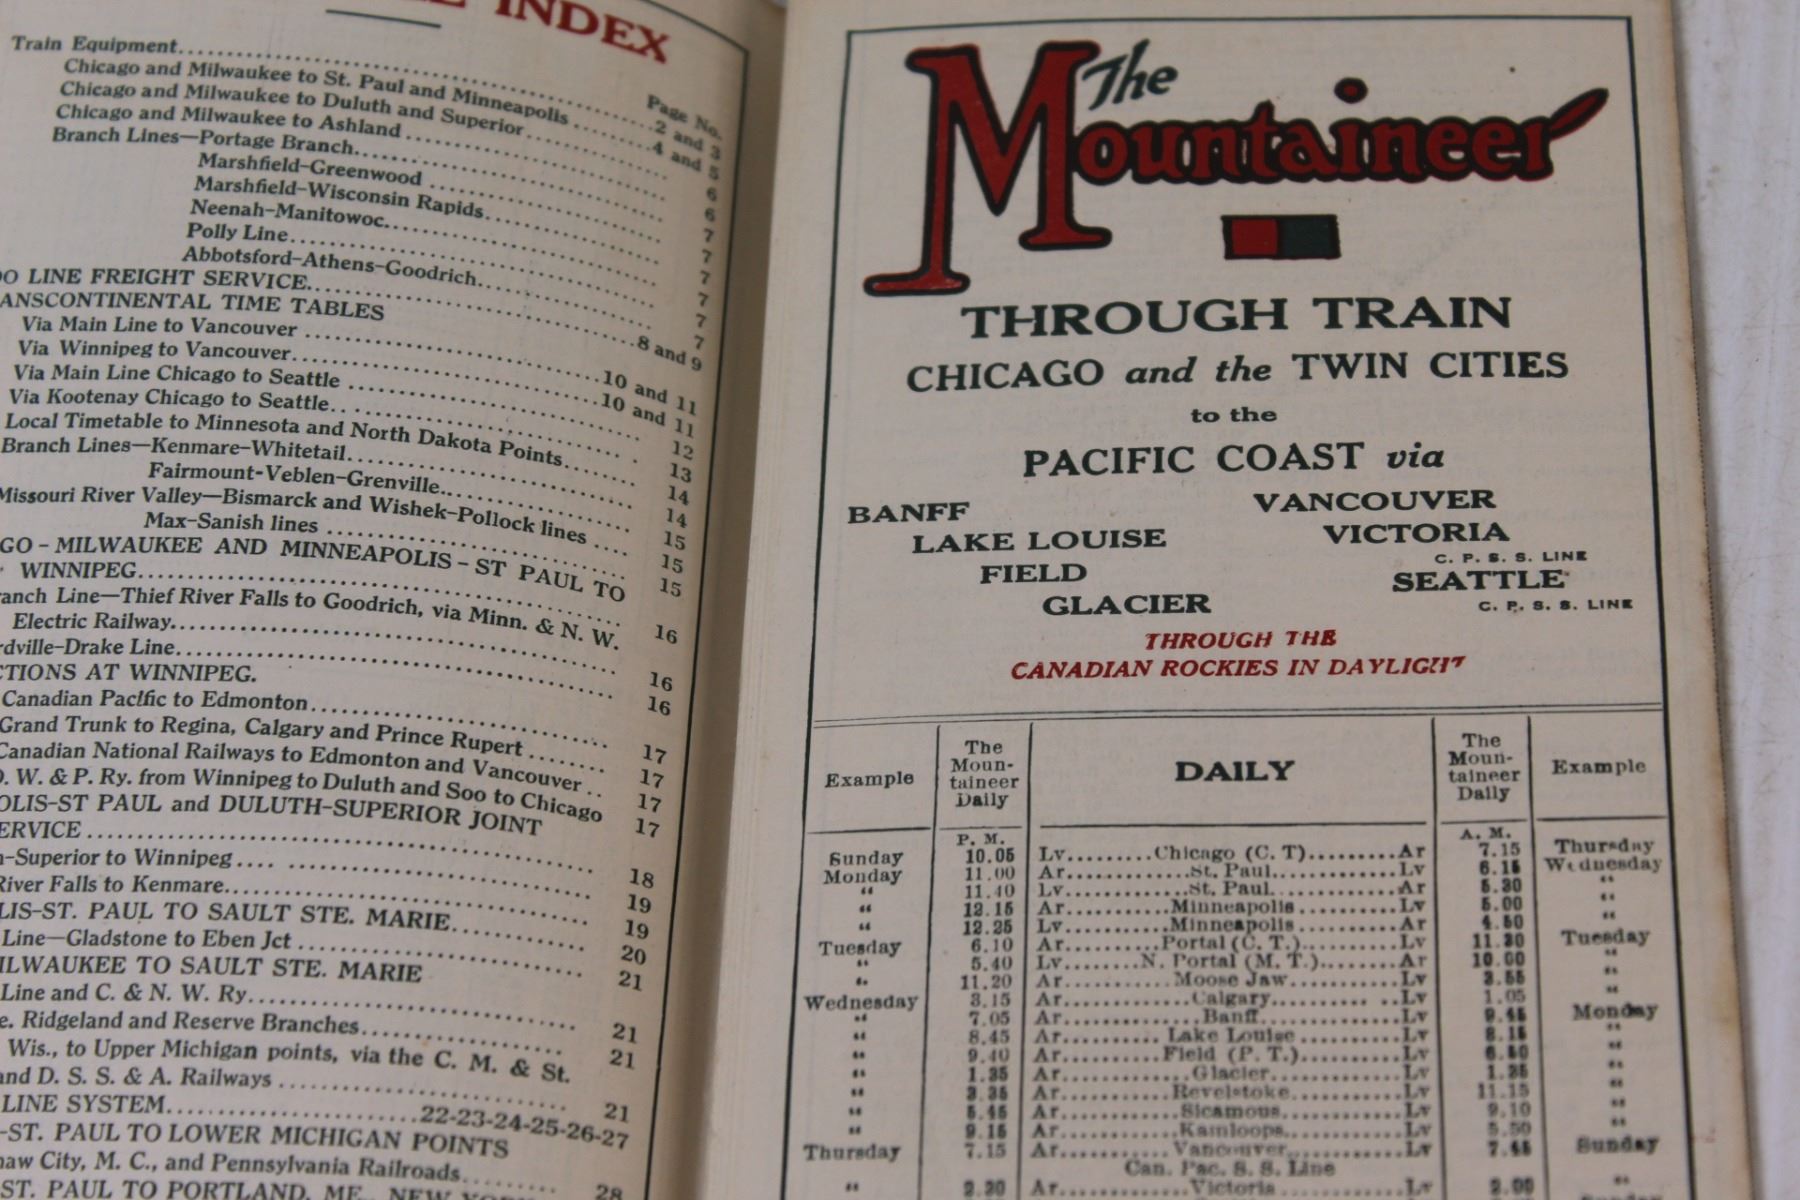 INDEX
Page No.
Train Equipment 2 and 3
Chicago and Milwaukee to St. Paul and Minneapolis 4 and 5
Chicago and Milwaukee to Duluth and Superior 6
Chicago and Milwaukee to Ashland 6
Branch Lines—Portage Branch 7
Marshfield-Greenwood 7
Marshfield-Wisconsin Rapids 7
Neenah-Manitowoc 7
Polly Line 7
Abbotsford-Athens-Goodrich 7
LINE FREIGHT SERVICE 8 and 9
TIME TABLES
Via Main Line to Vancouver 10 and 11
Via Winnipeg to Vancouver 10 and 11
Via Main Line Chicago to Seattle 12
Via Kootenay Chicago to Seattle 13
Local Timetable to Minnesota and North Dakota Points 14
Branch Lines—Kenmare-Whitetail 14
Fairmount-Veblen-Grenville 15
Missouri River Valley—Bismarck and Wishek-Pollock lines 15
Max-Sanish lines 15
MILWAUKEE AND MINNEAPOLIS - ST PAUL TO
WINNIPEG 16
Line—Thief River Falls to Goodrich, via Minn. & N. W.
Electric Railway 16
Line 16
AT WINNIPEG.
Canadian Pacific to Edmonton 17
Grand Trunk to Regina, Calgary and Prince Rupert 17
Canadian National Railways to Edmonton and Vancouver 17
W. & P. Ry. from Winnipeg to Duluth and Soo to Chicago 17
PAUL and DULUTH-SUPERIOR JOINT
18
to Winnipeg 19
River Falls to Kenmare 19
ST. PAUL TO SAULT STE. MARIE 20
Line—Gladstone to Eben Jct 21
TO SAULT STE. MARIE
Line and C. & N. W. Ry 21
Ridgeland and Reserve Branches 21
Wis., to Upper Michigan points, via the C. M. & St.
and D. S. S. & A. Railways 21
LINE SYSTEM 22-23-24-25-26-27
ST. PAUL TO LOWER MICHIGAN POINTS
City, M. C., and Pennsylvania Railroads 28
ST. PAUL TO PORTLAND, ME.,
The
Mountaineer
THROUGH TRAIN
CHICAGO and the TWIN CITIES
to the
PACIFIC COAST via
BANFF VANCOUVER
LAKE LOUISE VICTORIA
C. P. S. S. LINE
FIELD SEATTLE
GLACIER C. P. S. S. LINE
THROUGH THE
CANADIAN ROCKIES IN DAYLIGHT
Example The Moun-taineer Daily DAILY The Moun-taineer Daily Example
P. M. A. M.
Sunday 10.05 Lv.........Chicago (C. T).........Ar 7.15 Thursday
Monday 11.00 Ar.............St. Paul.............Lv 6.15 Wednesday
" 11.40 Lv.............St. Paul.............Ar 5.30 "
" 12.15 Ar...........Minneapolis...........Lv 5.00 "
" 12.25 Lv...........Minneapolis...........Ar 4.50 "
Tuesday 6.10 Ar..........Portal (C. T.)..........Lv 11.20 Tuesday
" 5.40 Lv........N. Portal (M. T.)........Ar 10.00 "
" 11.20 Ar...........Moose Jaw...........Lv "
Wednesday 3.15 Ar............Calgary............Lv 1.05 "
" 7.05 Ar..............Banff..............Lv 9.45 Monday
" 8.45 Ar..........Lake Louise..........Lv 8.15 "
" 9.40 Ar..........Field (P. T.)..........Lv 6.50 "
" 1.35 Ar............Glacier............Lv 1.35 "
" Ar..........Revelstoke..........Lv 11.15 "
" Ar...........Sicamous...........Lv 9.10 "
" 9.15 Ar...........Kamloops...........Lv 5.50 "
Thursday 7.15 Ar...........Vancouver...........Lv 7.45 Sunday
Can. Pac. S. S. Line
" Ar............Victoria............Lv "